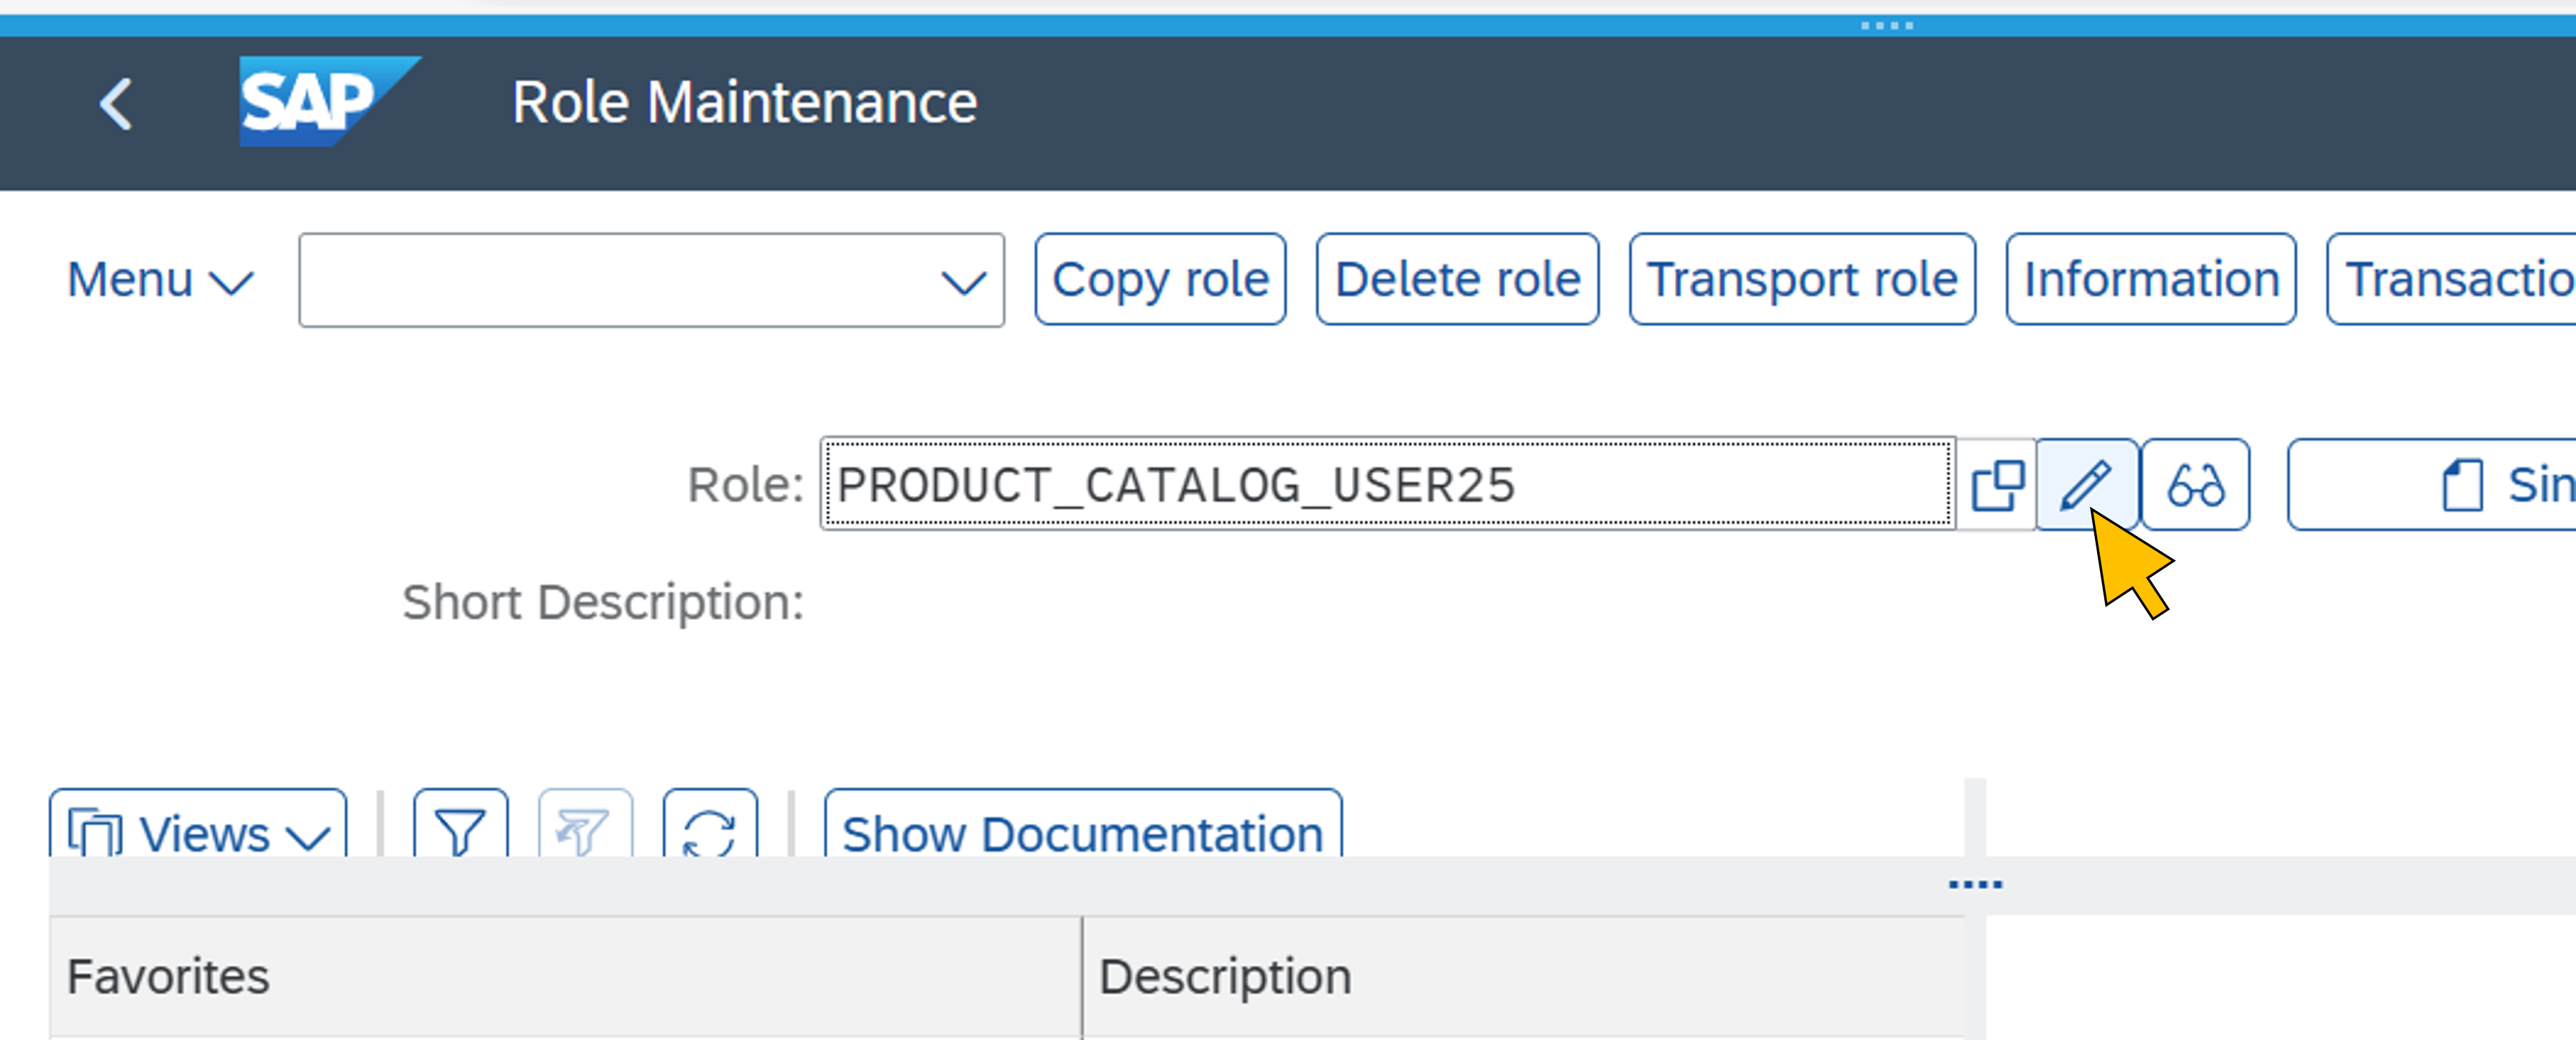 SAP Role Maintenance
Menu Copy role Delete role Transport role Information Transactio
Role: PRODUCT_CATALOG_USER25 Sin
Short Description:
Views Show Documentation
Favorites Description